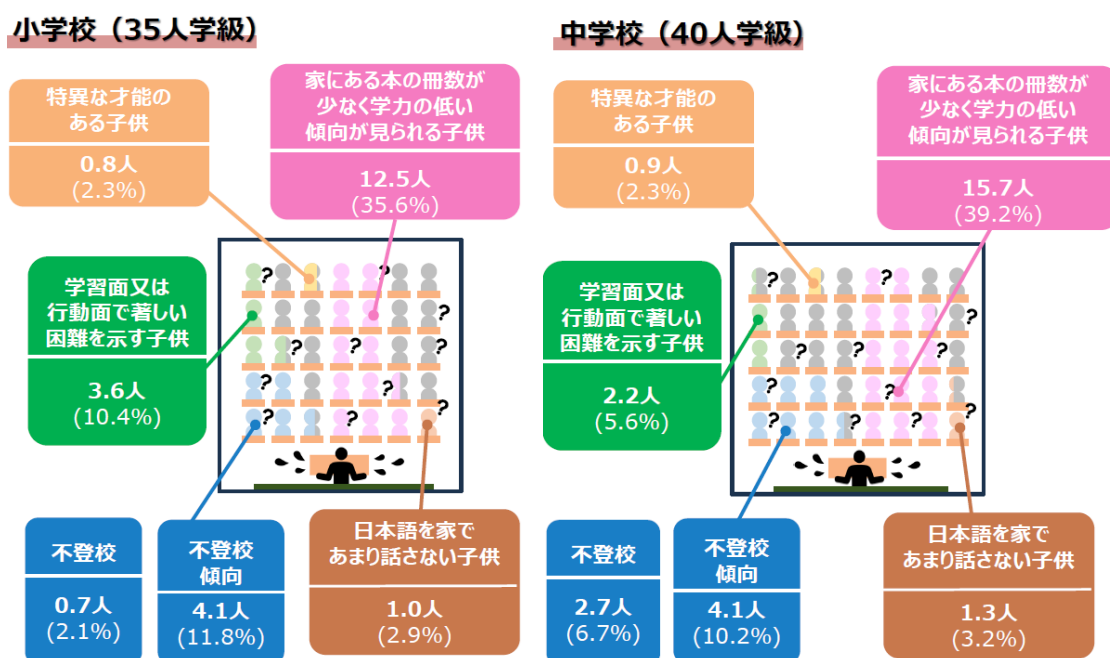 小学校（35人学級）
特異な才能の
ある子供
0.8人
(2.3%)
家にある本の冊数が
少なく学力の低い
傾向が見られる子供
12.5人
(35.6%)
学習面又は
行動面で著しい
困難を示す子供
3.6人
(10.4%)
? ?
?
? ?
? ? ?
? ? ?
不登校
0.7人
(2.1%)
不登校
傾向
4.1人
(11.8%)
日本語を家で
あまり話さない子供
1.0人
(2.9%)
中学校（40人学級）
特異な才能の
ある子供
0.9人
(2.3%)
家にある本の冊数が
少なく学力の低い
傾向が見られる子供
15.7人
(39.2%)
学習面又は
行動面で著しい
困難を示す子供
2.2人
(5.6%)
? ?
?
? ? ? ?
? ? ?
? ? ? ?
不登校
2.7人
(6.7%)
不登校
傾向
4.1人
(10.2%)
日本語を家で
あまり話さない子供
1.3人
(3.2%)